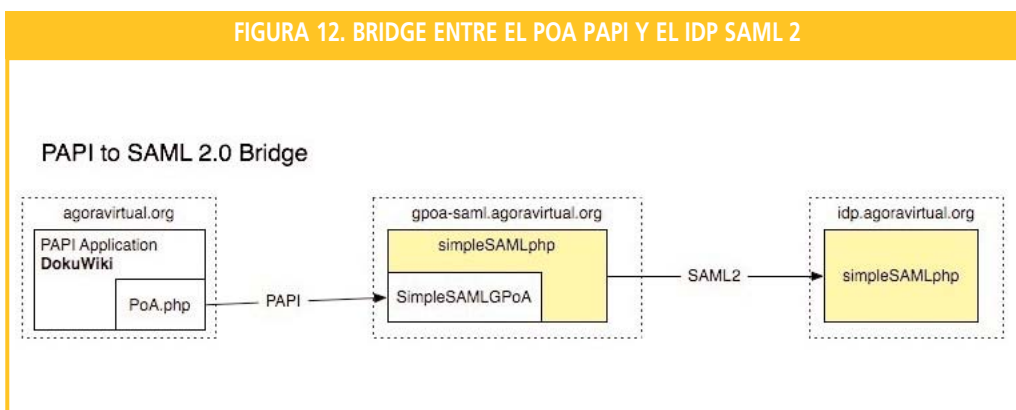 FIGURA 12. BRIDGE ENTRE EL POA PAPI Y EL IDP SAML 2
PAPI to SAML 2.0 Bridge
agoravirtual.org
PAPI Application
DokuWiki
PoA.php
PAPI
gpoa-saml.agoravirtual.org
simpleSAMLphp
SimpleSAMLGPoA
SAML2
idp.agoravirtual.org
simpleSAMLphp